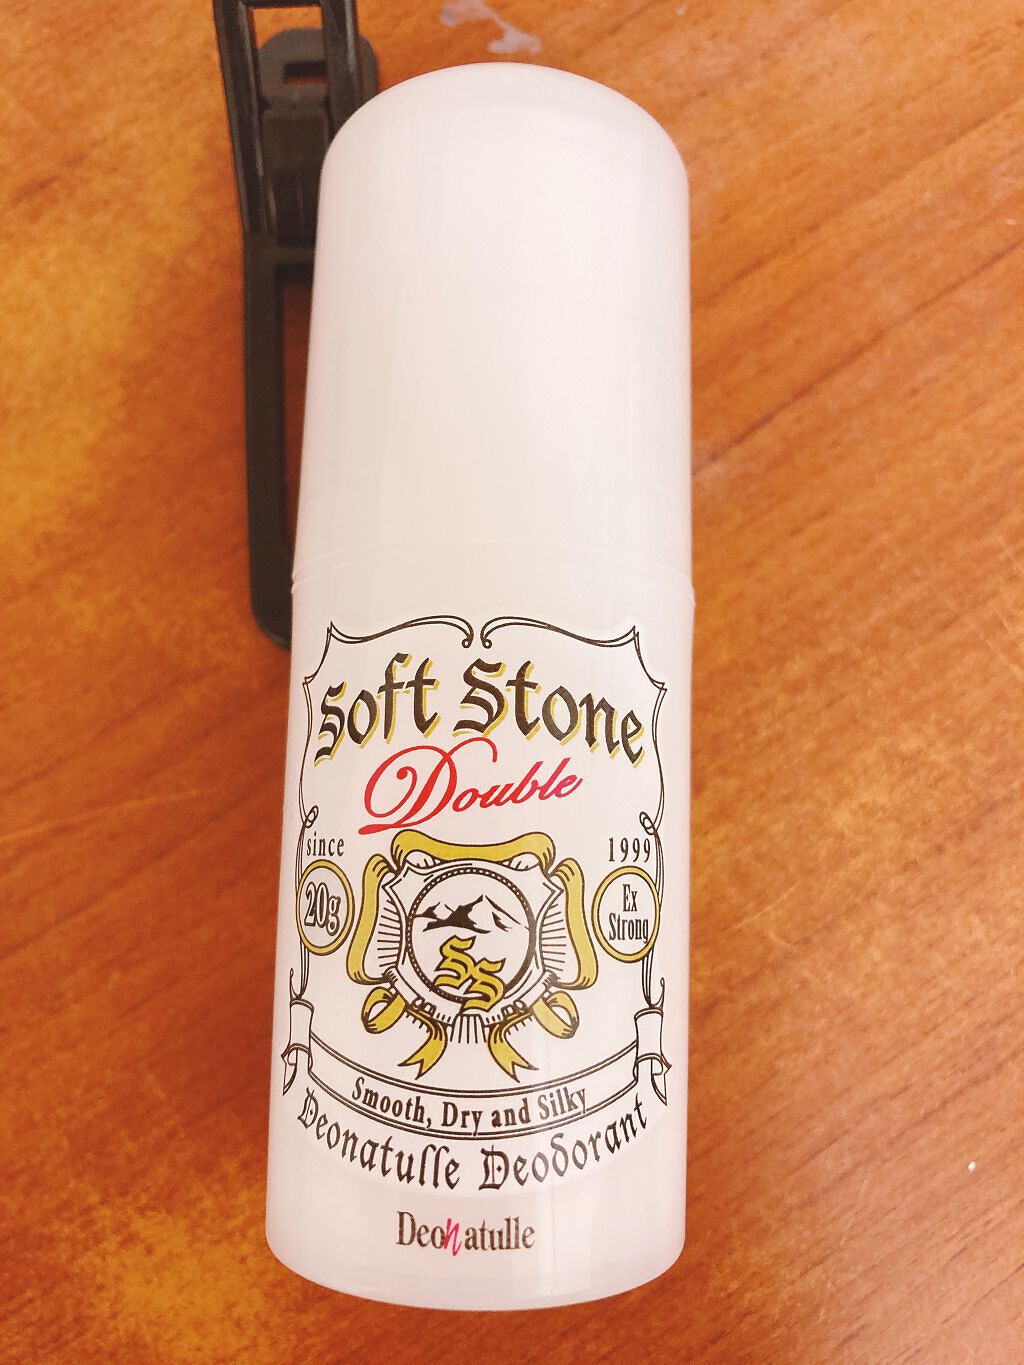 Soft Stone
Double
since 1999
20g
Ex
Strong
SS
Smooth, Dry and Silky
Deonatulle Deodorant
Deonatulle